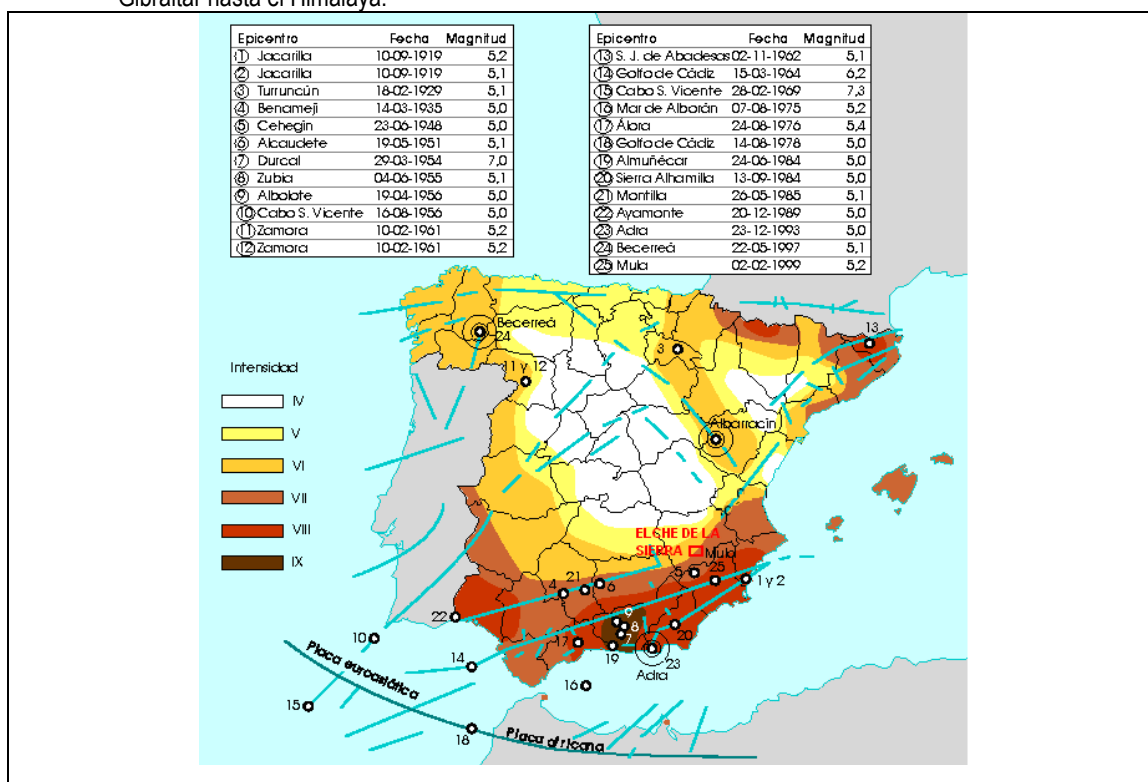 Gibraltar hasta el Himalaya.
Epicentro Fecha Magnitud
1 Jacarilla 10-09-1919 5,2
2 Jacarilla 10-09-1919 5,1
3 Turruncún 18-02-1929 5,1
4 Benamejí 14-03-1935 5,0
5 Cehegin 23-06-1948 5,0
6 Alcaudete 19-05-1951 5,1
7 Durcal 29-03-1954 7,0
8 Zubia 04-06-1955 5,1
9 Albolote 19-04-1956 5,0
10 Cabo S. Vicente 16-08-1956 5,0
11 Zamora 10-02-1961 5,2
12 Zamora 10-02-1961 5,2
Epicentro Fecha Magnitud
13 S. J. de Abadesas 02-11-1962 5,1
14 Golfo de Cádiz 15-03-1964 6,2
15 Cabo S. Vicente 28-02-1969 7,3
16 Mar de Alborán 07-08-1975 5,2
17 Álora 24-08-1976 5,4
18 Golfo de Cádiz 14-08-1978 5,0
19 Almuñécar 24-06-1984 5,0
20 Sierra Alhamilla 13-09-1984 5,0
21 Montilla 26-05-1985 5,1
22 Ayamonte 20-12-1989 5,0
23 Adra 23-12-1993 5,0
24 Becerreá 22-05-1997 5,1
25 Mula 02-02-1999 5,2
Becerreá
24
13
3
11 y 12
Intensidad
IV
V
VI
VII
VIII
IX
Albarracín
ELCHE DE LA
SIERRA
Mula
5
25
1 y 2
4
21
6
22
9
8
7
20
10
17
19
23
Adra
14
16
15
18
Placa euroasiática
Placa africana